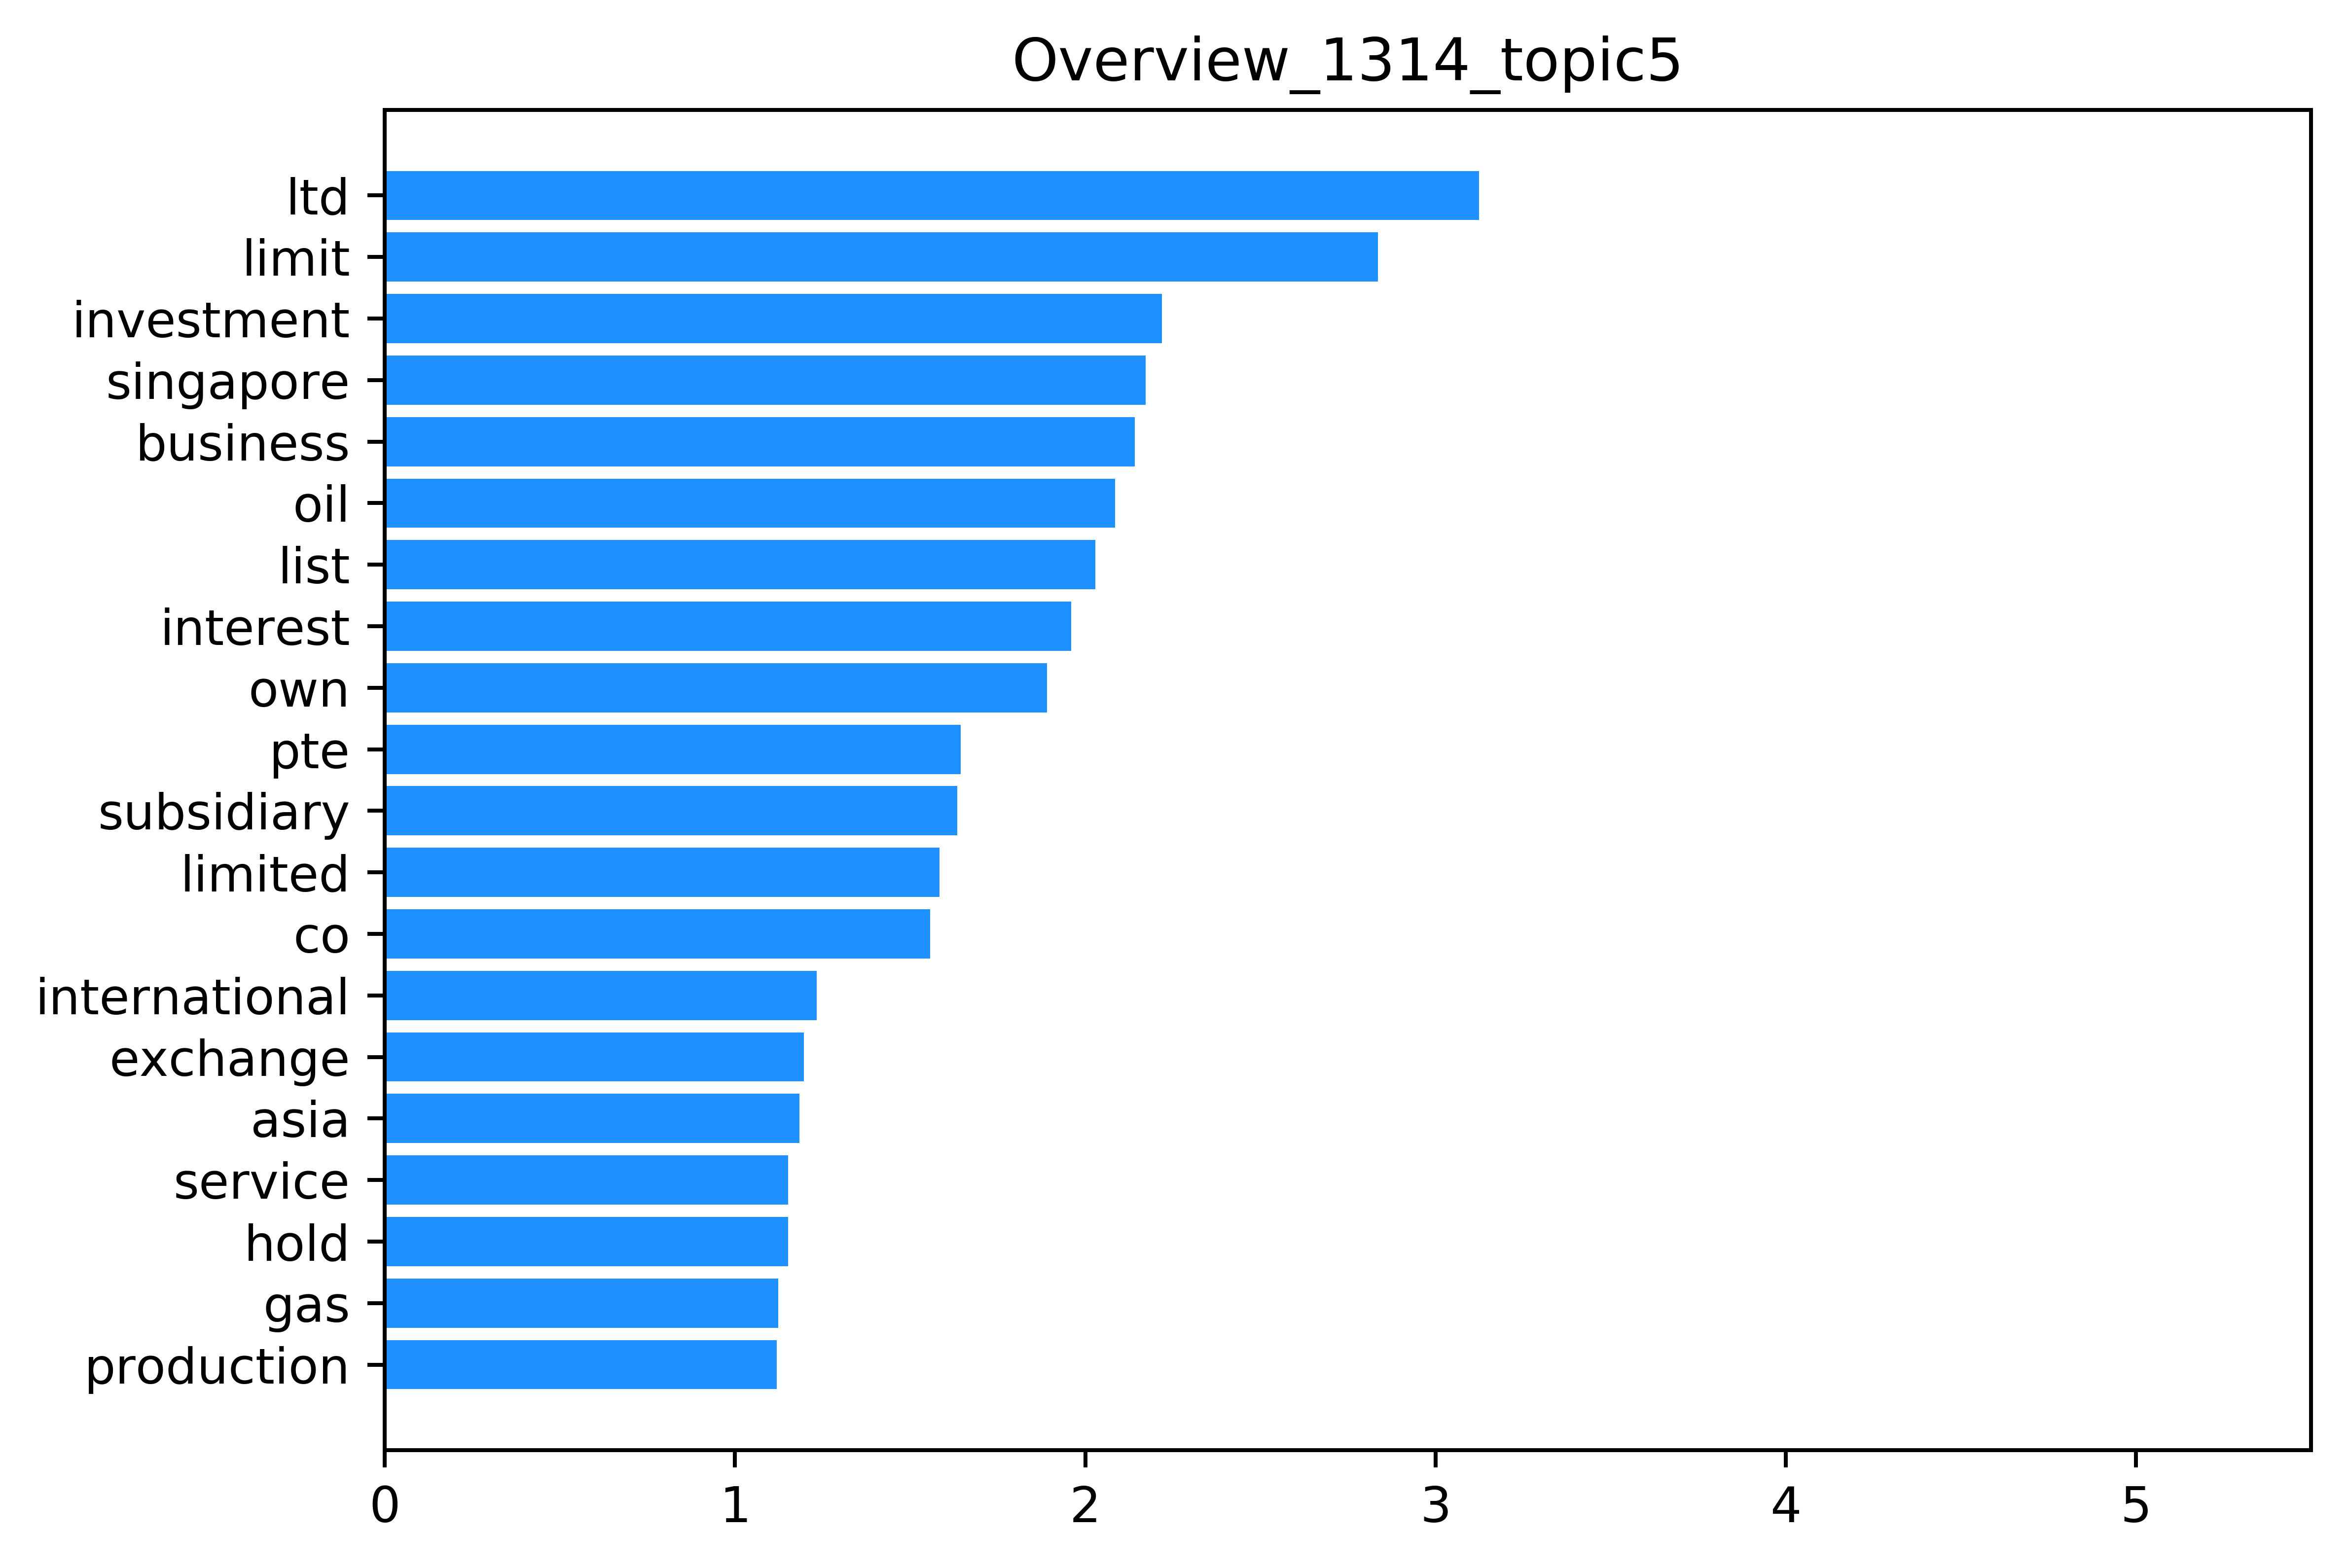 Overview_1314_topic5
ltd
limit
investment
singapore
business
oil
list
interest
own
pte
subsidiary
limited
co
international
exchange
asia
service
hold
gas
production
0 1 2 3 4 5